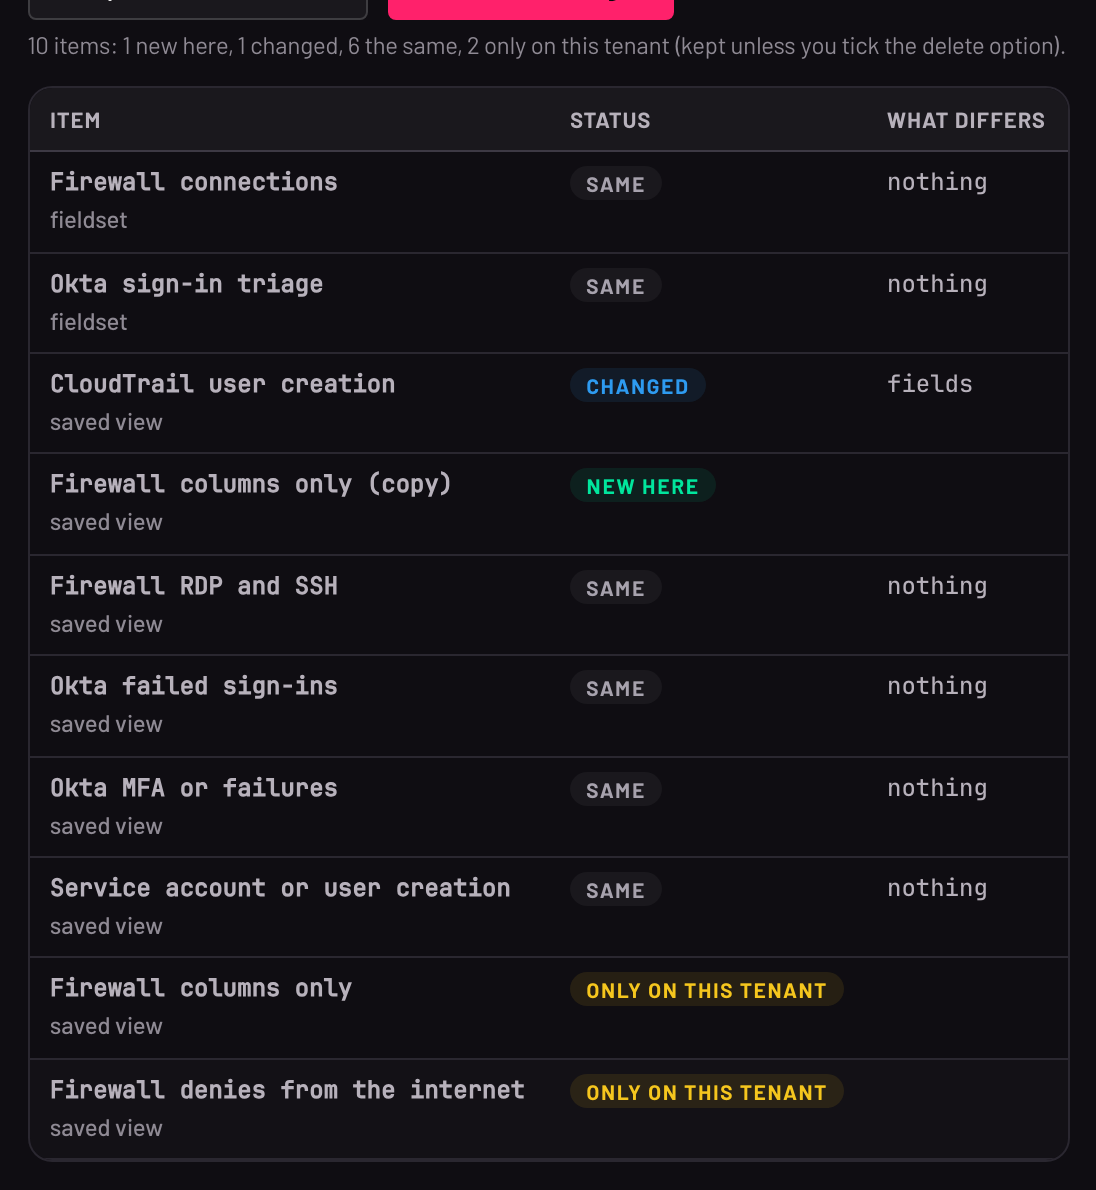 10 items: 1 new here, 1 changed, 6 the same, 2 only on this tenant (kept unless you tick the delete option).
ITEM STATUS WHAT DIFFERS
Firewall connections SAME nothing
fieldset
Okta sign-in triage SAME nothing
fieldset
CloudTrail user creation CHANGED fields
saved view
Firewall columns only (copy) NEW HERE
saved view
Firewall RDP and SSH SAME nothing
saved view
Okta failed sign-ins SAME nothing
saved view
Okta MFA or failures SAME nothing
saved view
Service account or user creation SAME nothing
saved view
Firewall columns only ONLY ON THIS TENANT
saved view
Firewall denies from the internet ONLY ON THIS TENANT
saved view